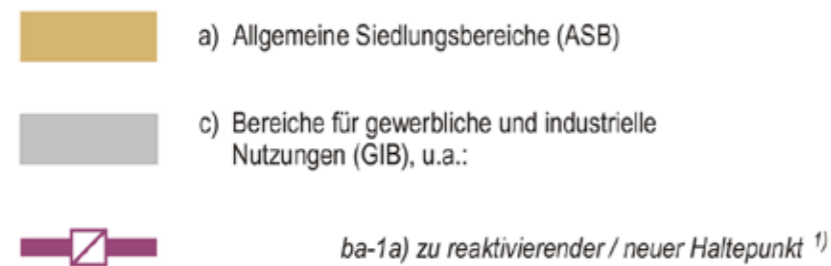 a) Allgemeine Siedlungsbereiche (ASB)
c) Bereiche für gewerbliche und industrielle
Nutzungen (GIB), u.a.:
ba-1a) zu reaktivierender / neuer Haltepunkt 1)